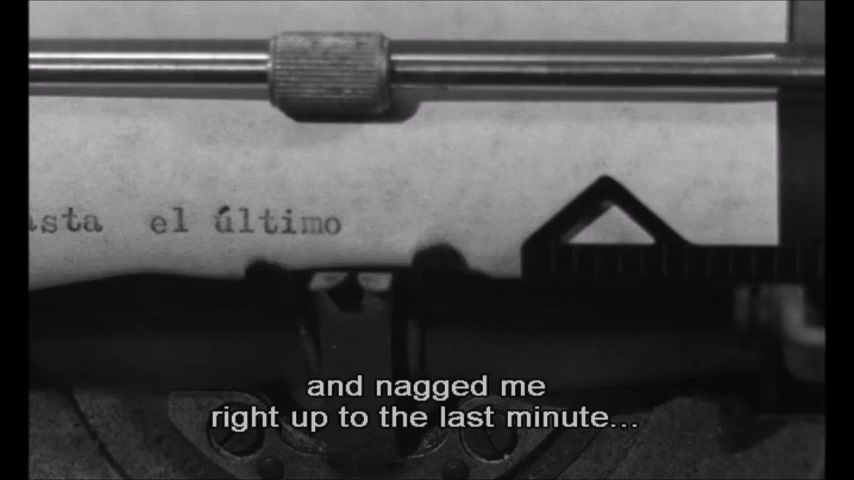 asta el último
and nagged me
right up to the last minute...